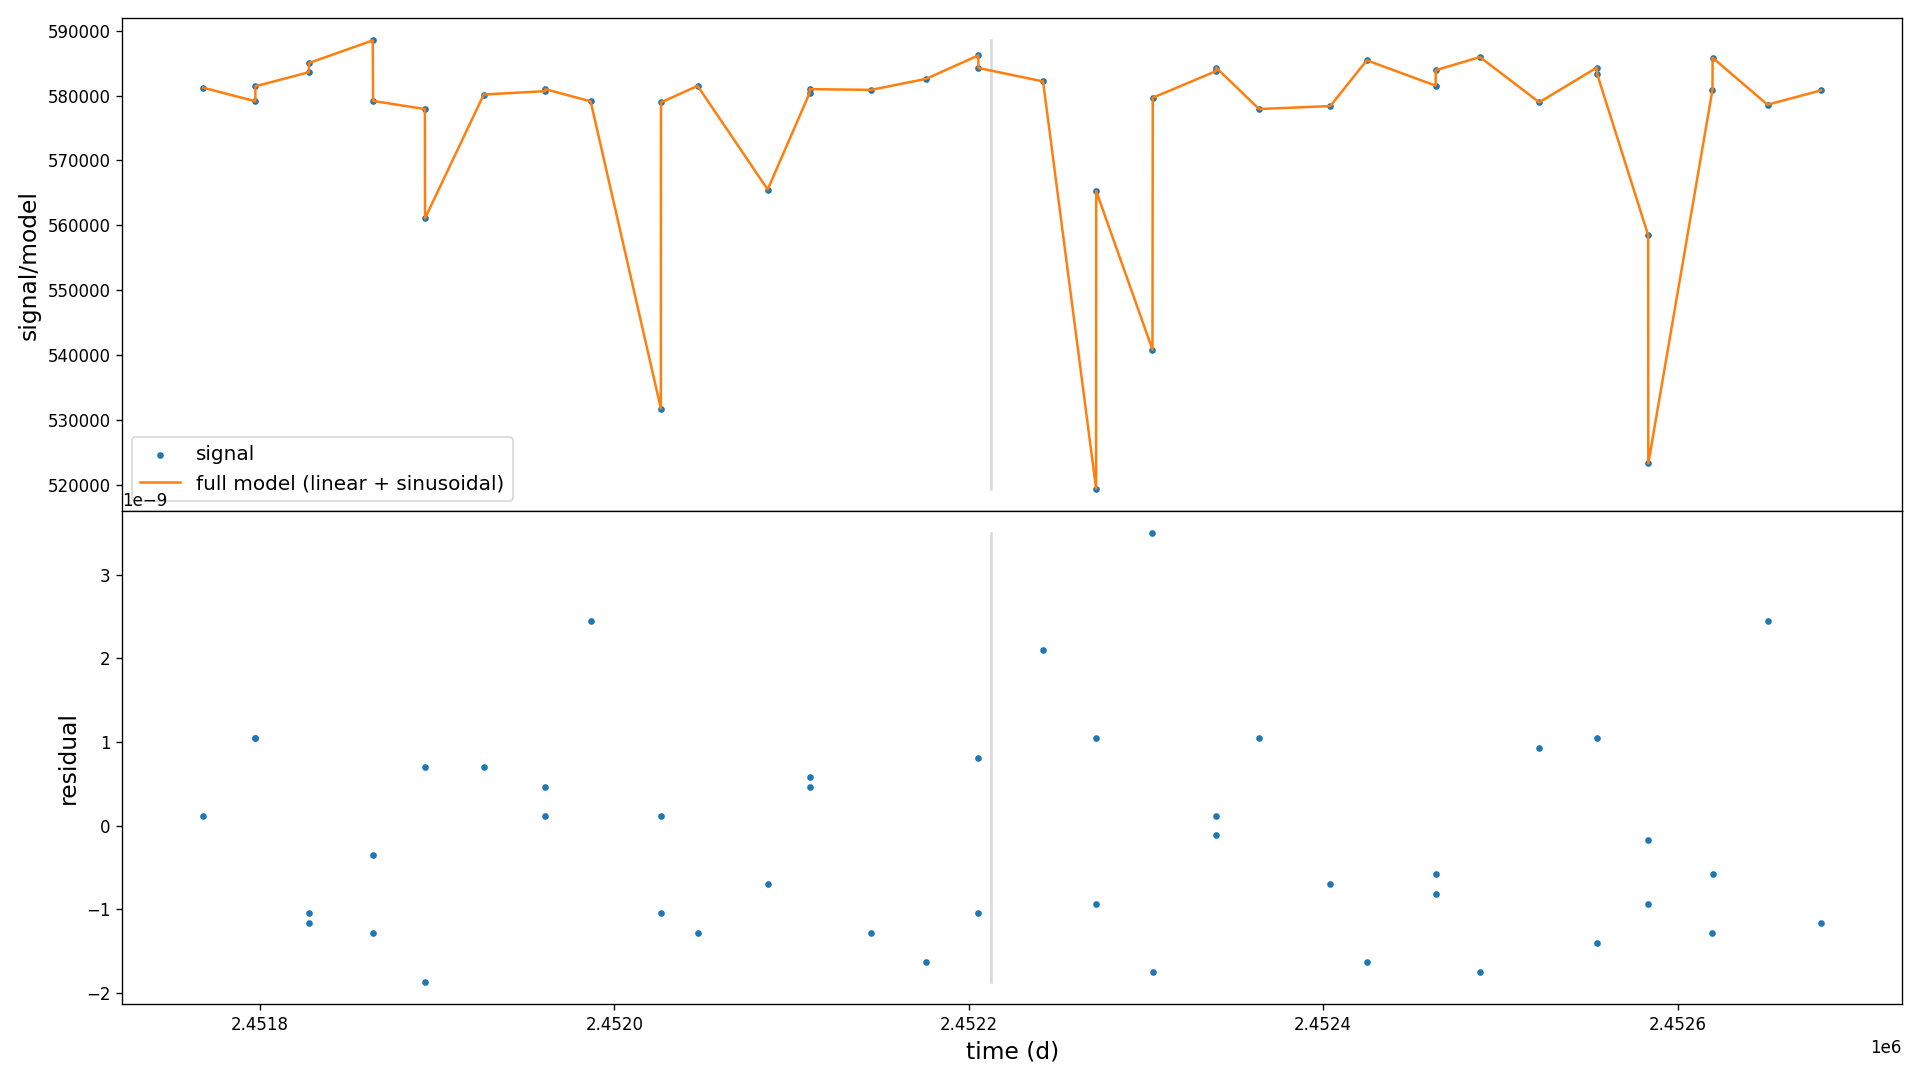 590000
580000
570000
560000
550000
540000
530000
520000
signal/model
signal
full model (linear + sinusoidal)
1e−9
3
2
1
0
−1
−2
residual
2.4518
2.4520
2.4522
2.4524
2.4526
time (d)
1e6